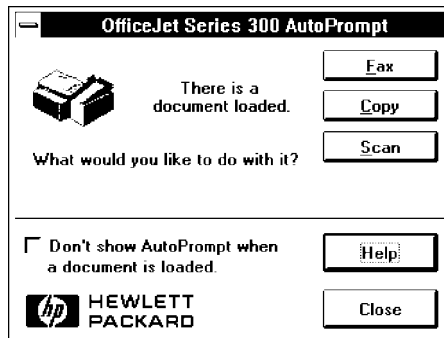 OfficeJet Series 300 AutoPrompt
There is a
document loaded.
What would you like to do with it?
Fax
Copy
Scan
Don't show AutoPrompt when
a document is loaded.
Help
hp HEWLETT
PACKARD
Close